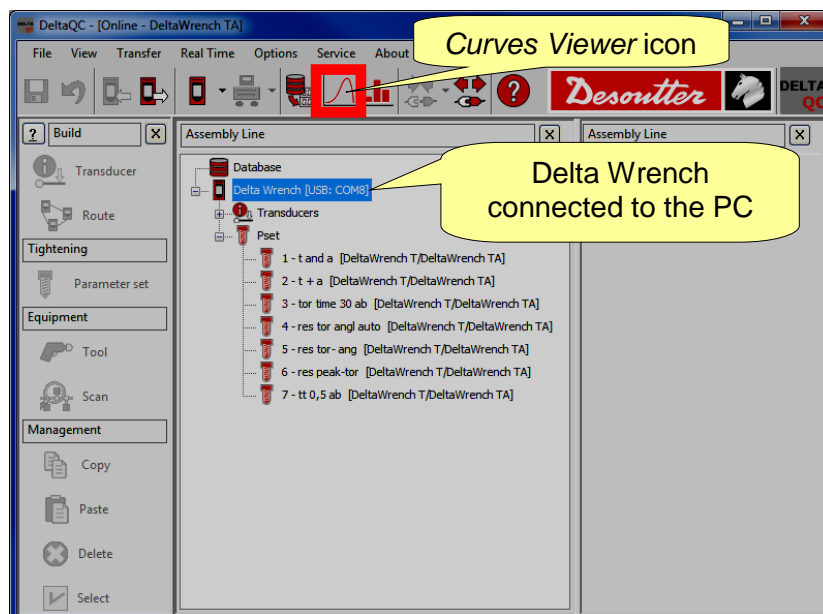 DeltaQC - [Online - DeltaWrench TA]
File View Transfer Real Time Options Service About
Curves Viewer icon
Desoutter
DELTA
QC
? Build X
Assembly Line X
Assembly Line X
Transducer
Route
Tightening
Parameter set
Equipment
Tool
Scan
Management
Copy
Paste
Delete
Select
Database
Delta Wrench [USB: COM8]
Transducers
Pset
1 - t and a [DeltaWrench T/DeltaWrench TA]
2 - t + a [DeltaWrench T/DeltaWrench TA]
3 - tor time 30 ab [DeltaWrench T/DeltaWrench TA]
4 - res tor angl auto [DeltaWrench T/DeltaWrench TA]
5 - res tor- ang [DeltaWrench T/DeltaWrench TA]
6 - res peak-tor [DeltaWrench T/DeltaWrench TA]
7 - tt 0,5 ab [DeltaWrench T/DeltaWrench TA]
Delta Wrench
connected to the PC